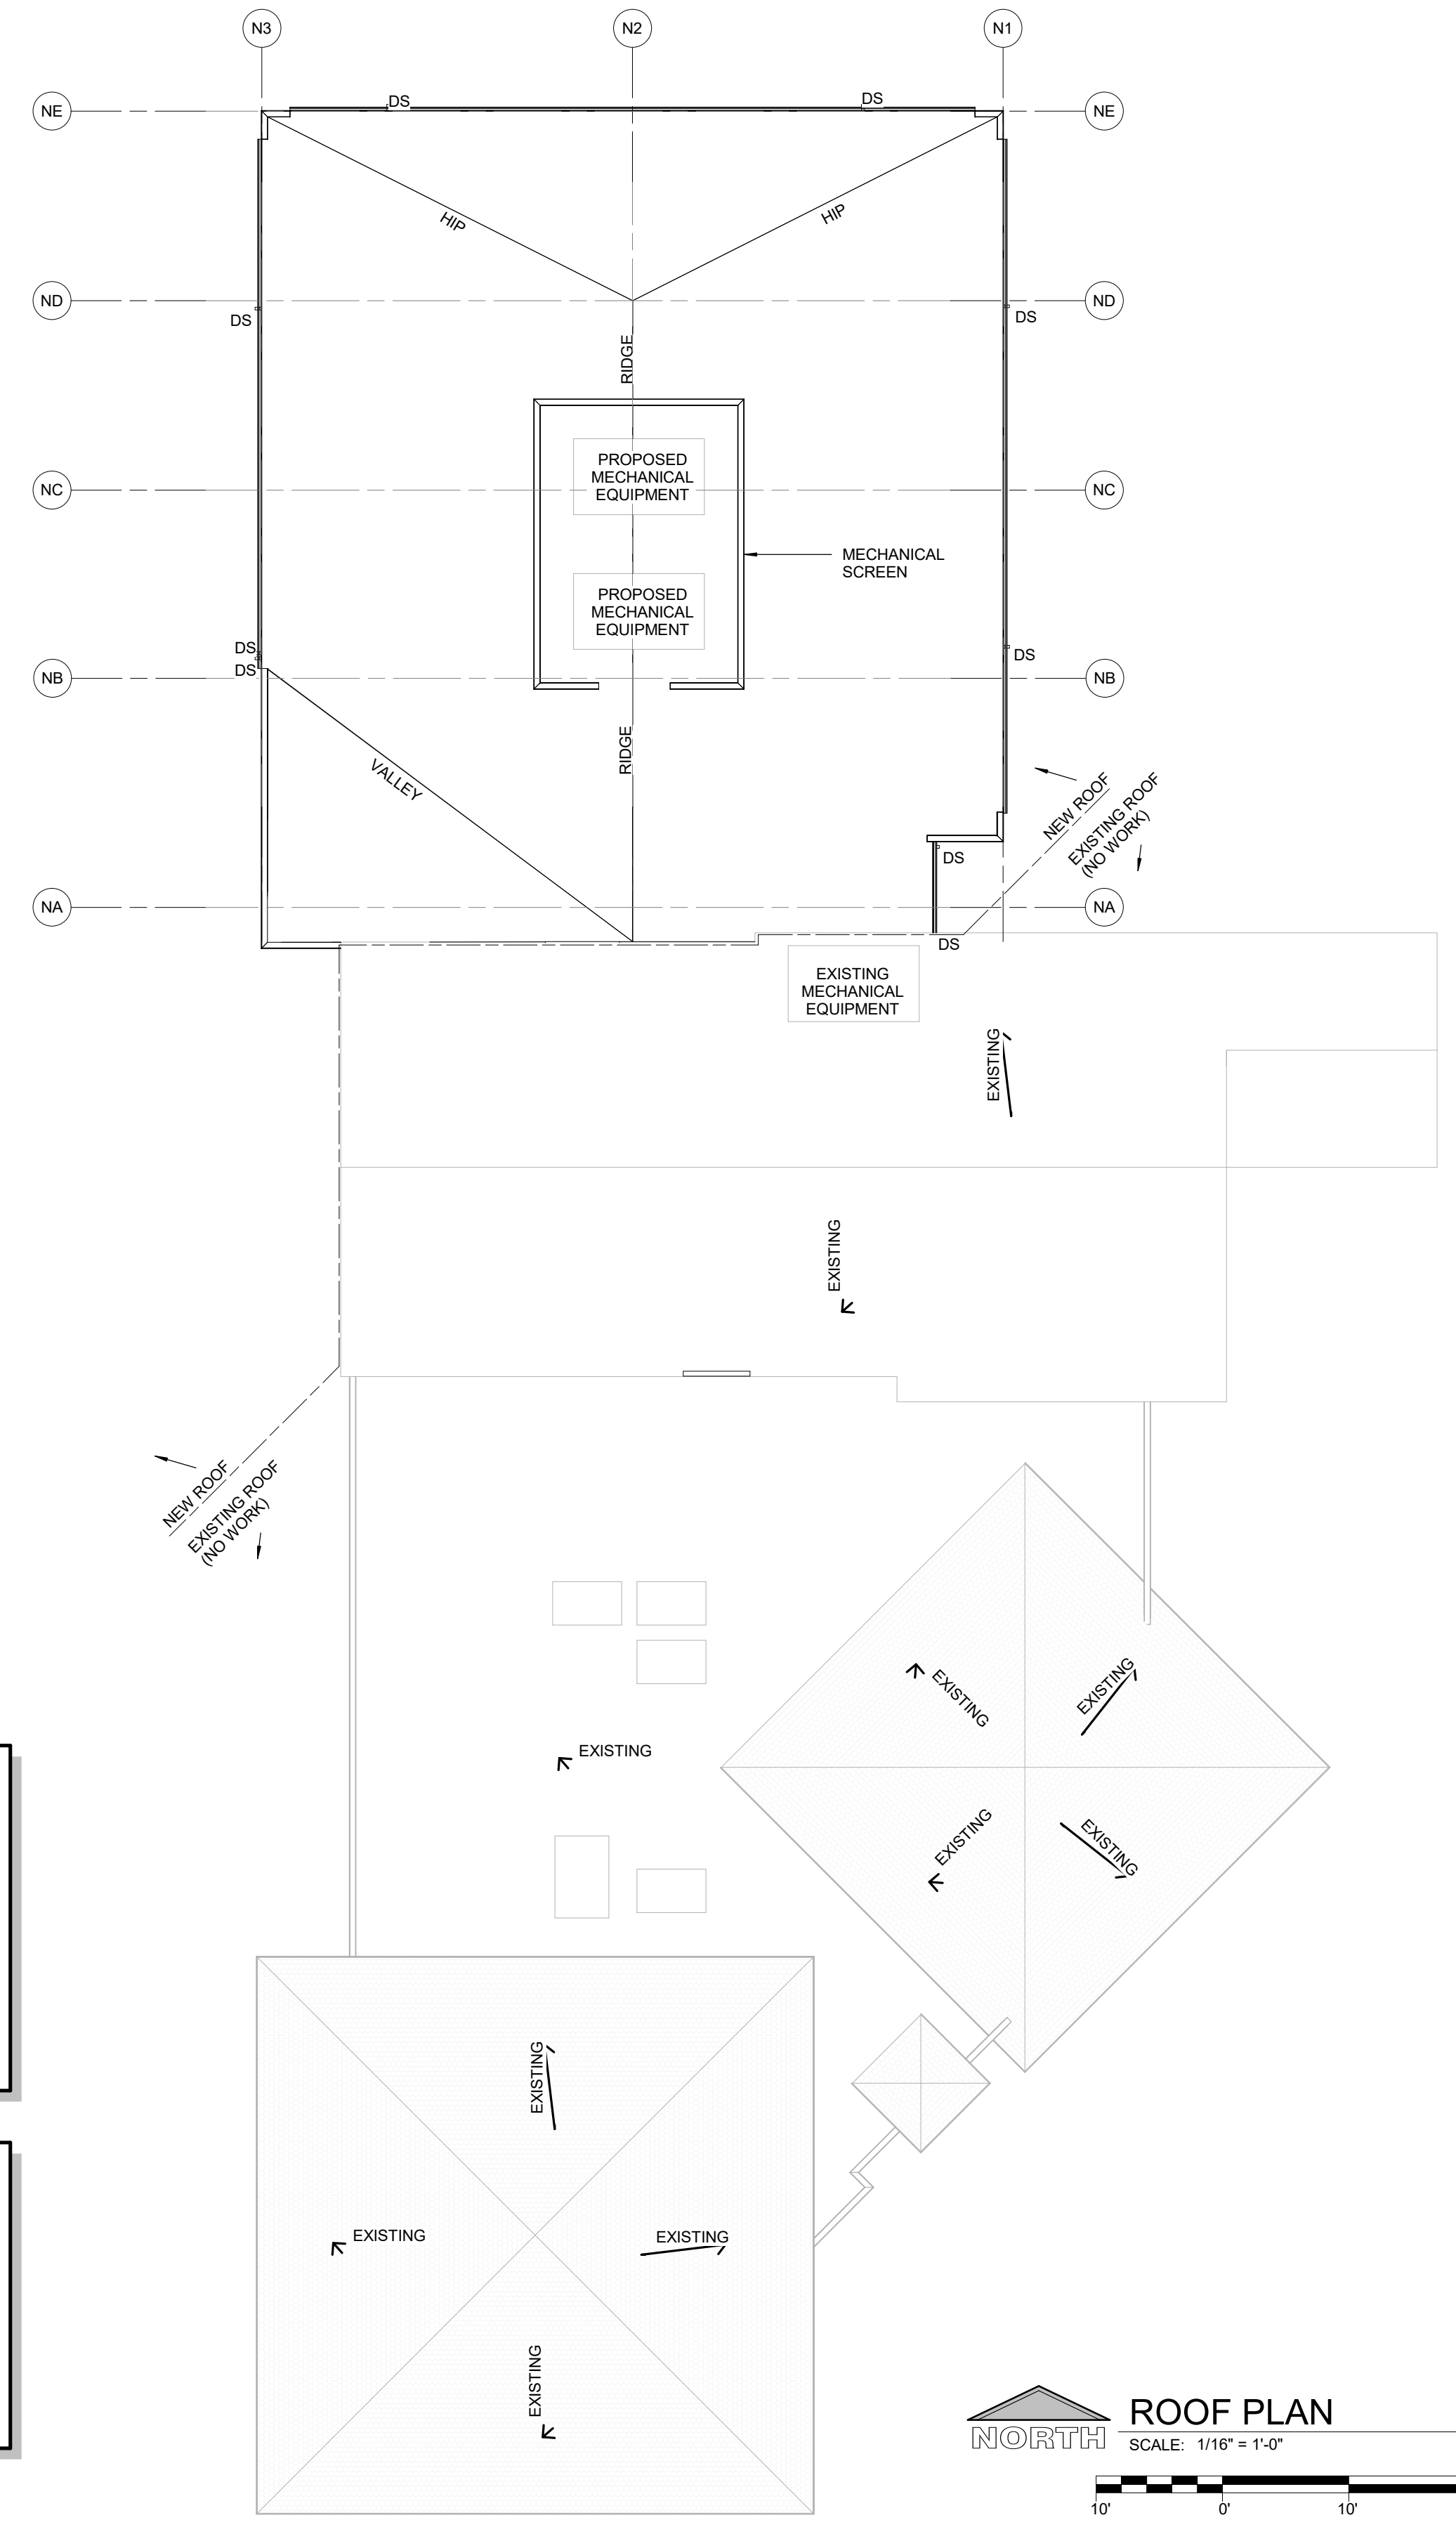 N3
N2
N1
NE
DS
DS
NE
HIP
HIP
ND
ND
DS
DS
RIDGE
PROPOSED
MECHANICAL
EQUIPMENT
NC
NC
MECHANICAL
SCREEN
PROPOSED
MECHANICAL
EQUIPMENT
DS
DS
DS
NB
NB
RIDGE
VALLEY
NEW ROOF
EXISTING ROOF
(NO WORK)
DS
NA
NA
DS
EXISTING
MECHANICAL
EQUIPMENT
EXISTING
EXISTING
NEW ROOF
EXISTING ROOF
(NO WORK)
EXISTING
EXISTING
EXISTING
EXISTING
EXISTING
EXISTING
EXISTING
EXISTING
EXISTING
NORTH
ROOF PLAN
SCALE: 1/16" = 1'-0"
10'
0'
10'